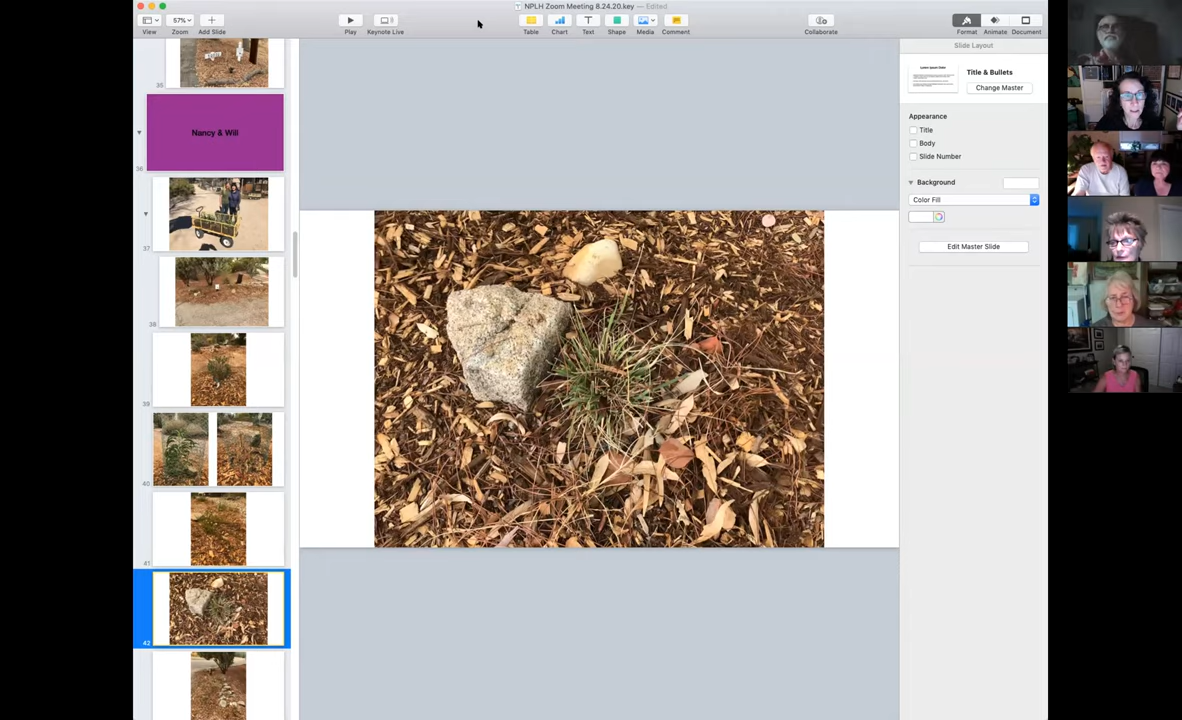 NPLH Zoom Meeting 8.24.20.key — Edited
57%
View
Zoom
Add Slide
Play
Keynote Live
Table
Chart
Text
Shape
Media
Comment
Collaborate
Format
Animate
Document
35
Nancy & Will
36
37
38
39
40
41
42
Slide Layout
Title & Bullets
Change Master
Appearance
Title
Body
Slide Number
Background
Color Fill
Edit Master Slide